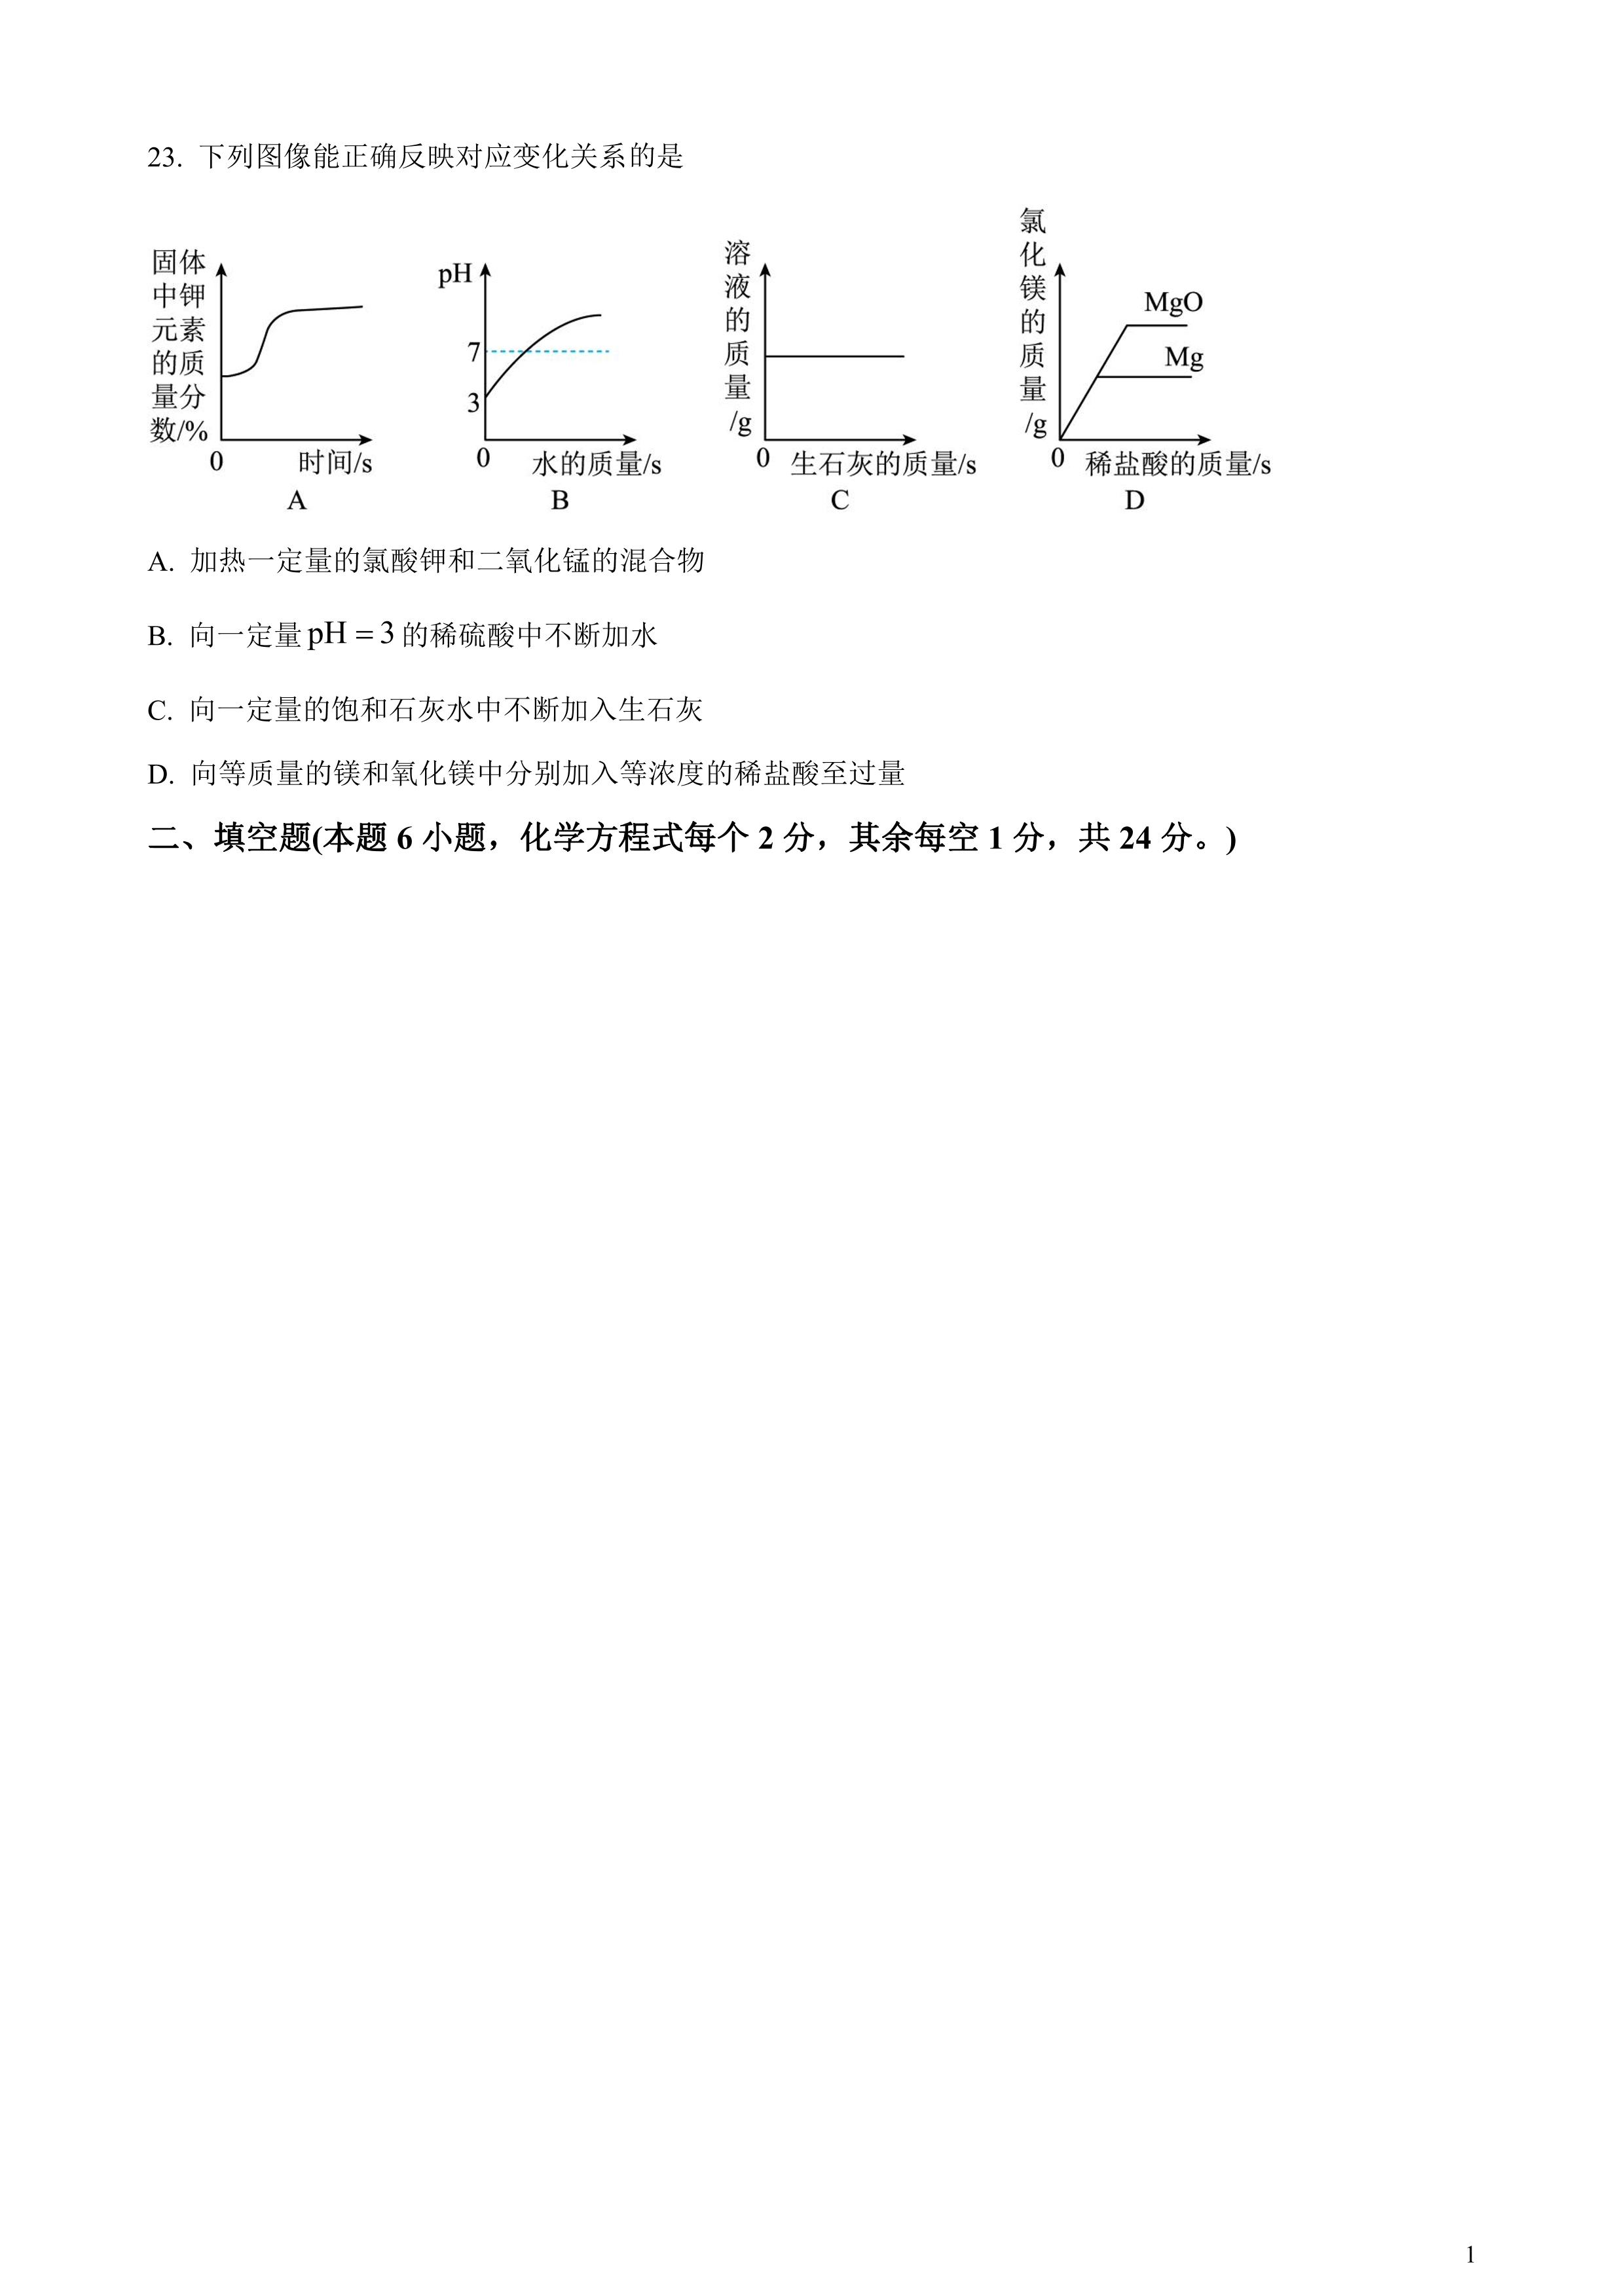 23. 下列图像能正确反映对应变化关系的是
固体中钾元素的质量分数/%
0
时间/s
A
pH
7
3
0
水的质量/s
B
溶液的质量/g
0
生石灰的质量/s
C
氯化镁的质量/g
MgO
Mg
0
稀盐酸的质量/s
D
A. 加热一定量的氯酸钾和二氧化锰的混合物
B. 向一定量 pH = 3 的稀硫酸中不断加水
C. 向一定量的饱和石灰水中不断加入生石灰
D. 向等质量的镁和氧化镁中分别加入等浓度的稀盐酸至过量
二、填空题(本题 6 小题，化学方程式每个 2 分，其余每空 1 分，共 24 分。)
1